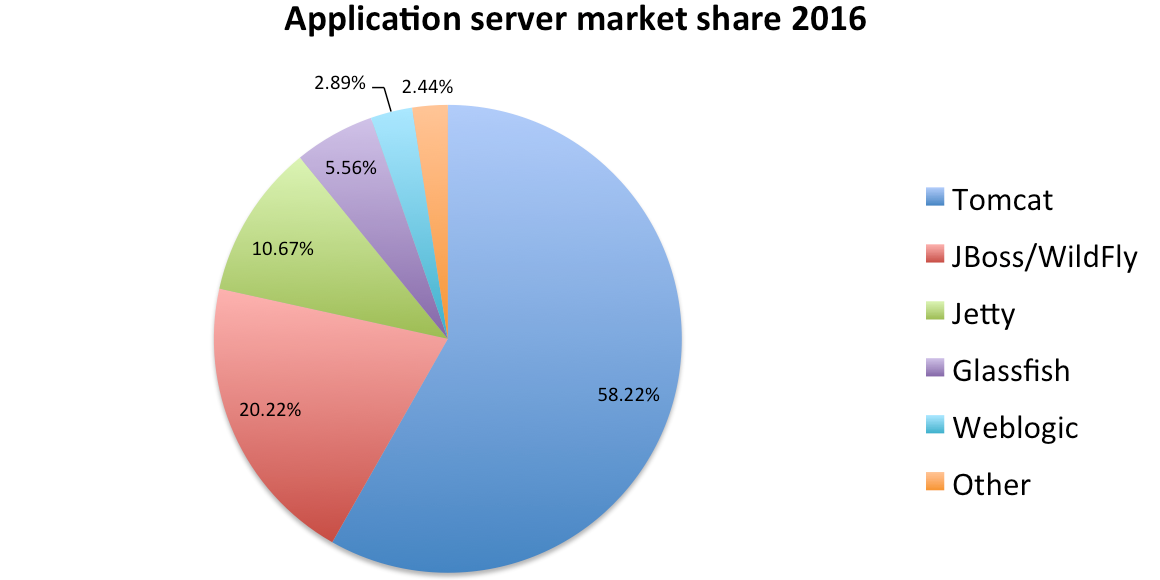 Application server market share 2016
2.89%
2.44%
5.56%
10.67%
20.22%
58.22%
Tomcat
JBoss/WildFly
Jetty
Glassfish
Weblogic
Other